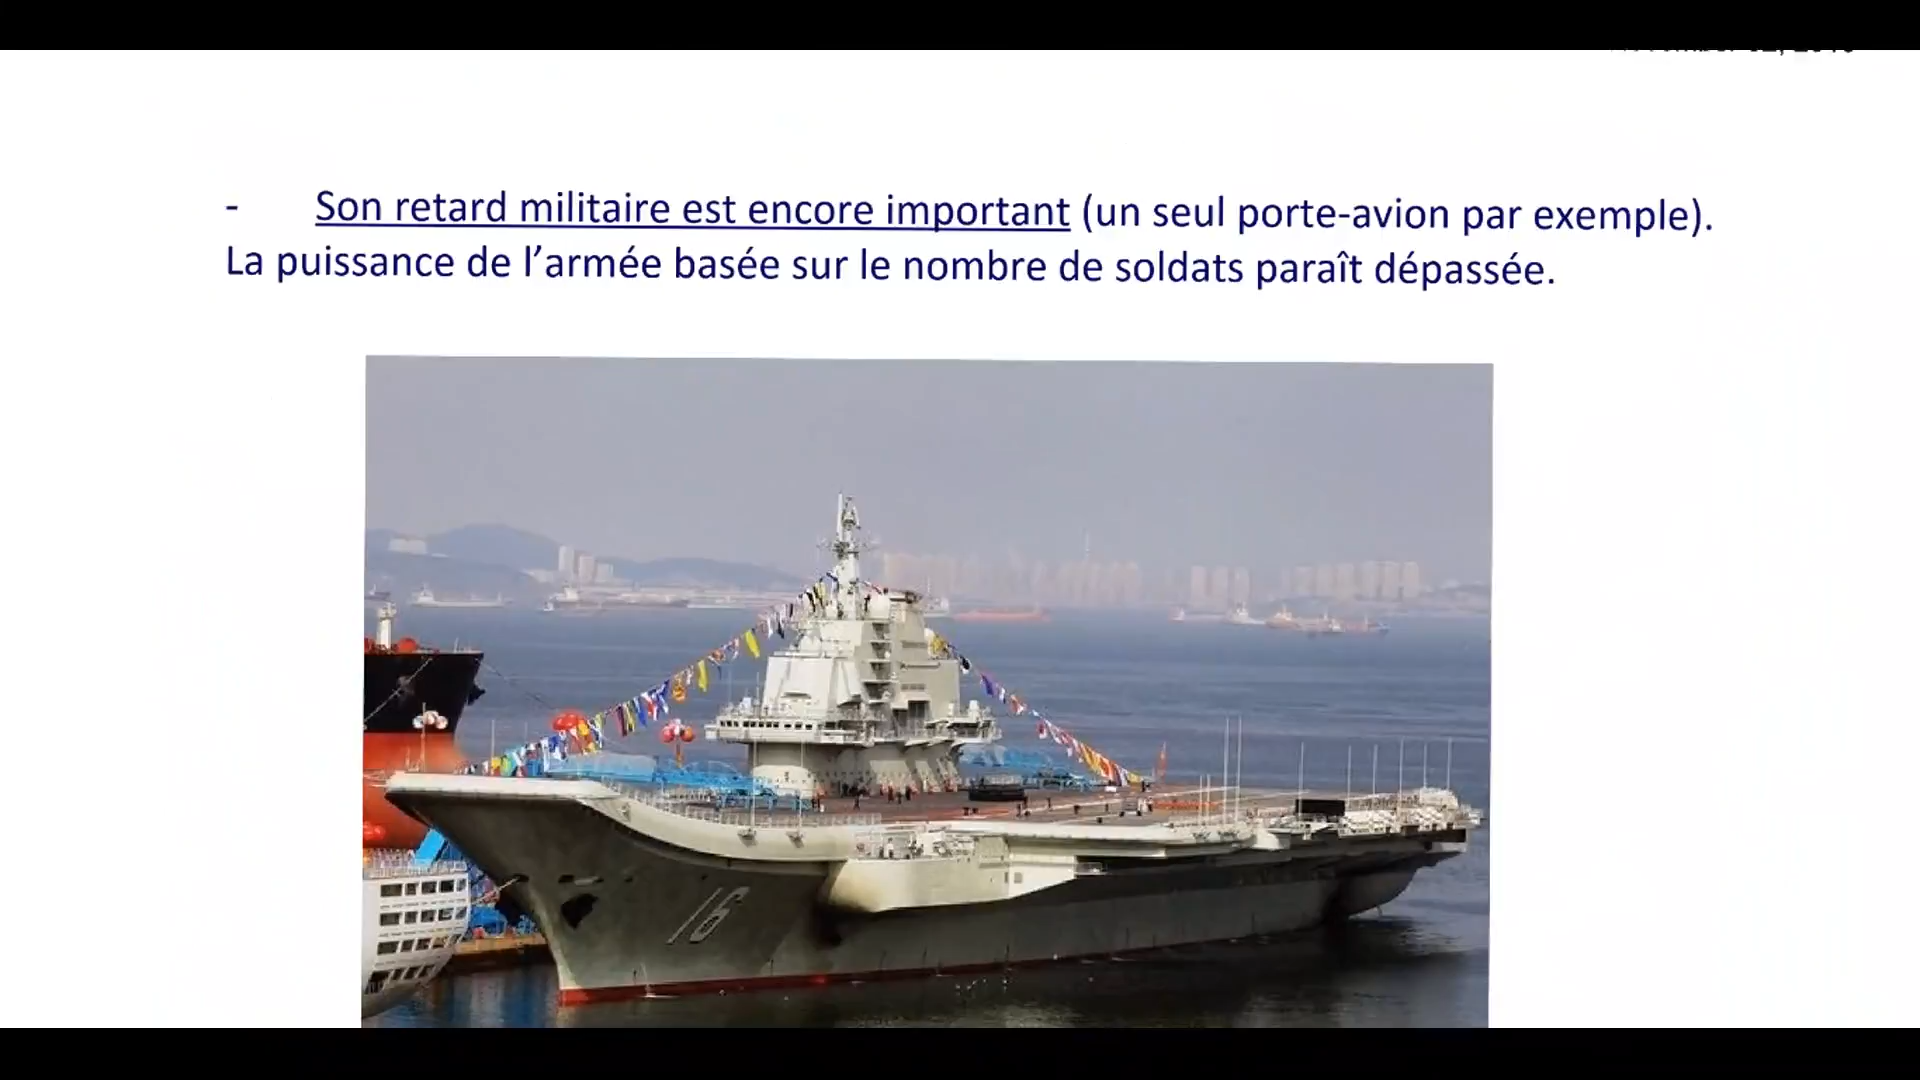 - Son retard militaire est encore important (un seul porte-avion par exemple).
La puissance de l’armée basée sur le nombre de soldats paraît dépassée.
16